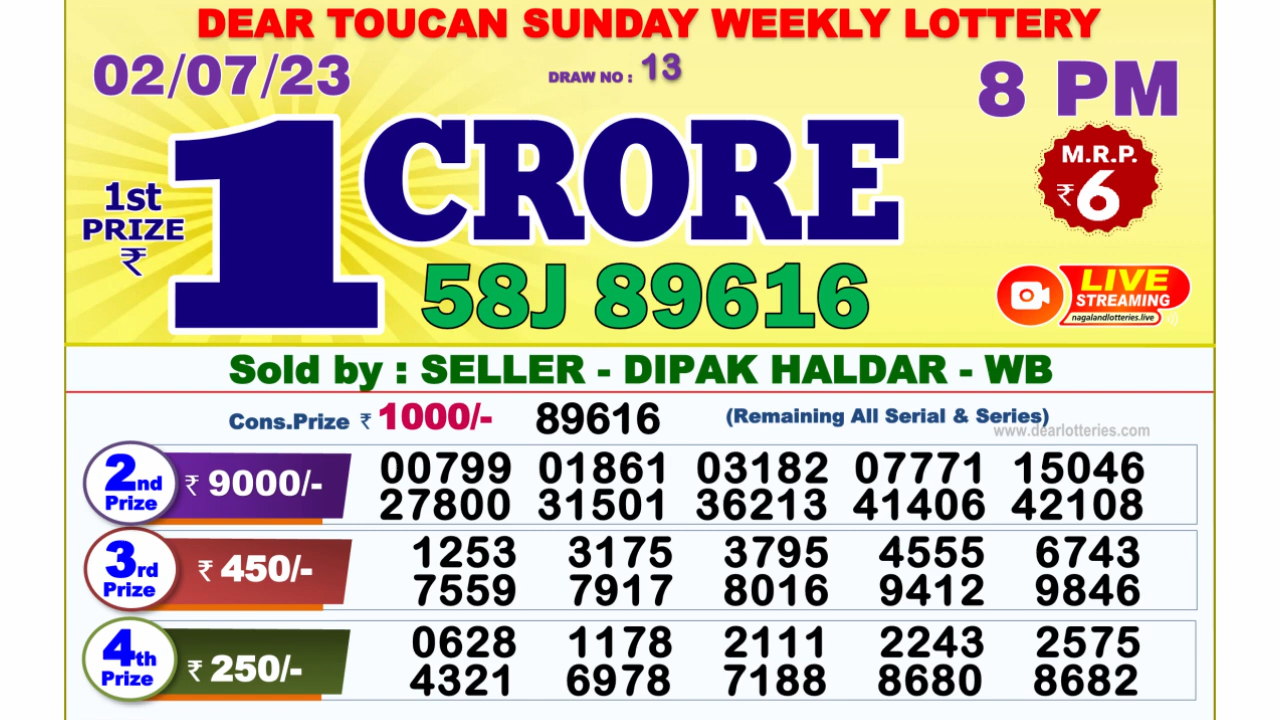 DEAR TOUCAN SUNDAY WEEKLY LOTTERY
02/07/23
DRAW NO : 13
8 PM
1st
PRIZE
₹
1 CRORE
M.R.P.
₹ 6
58J 89616
LIVE
STREAMING
nagalandlotteries.live
Sold by : SELLER - DIPAK HALDAR - WB
Cons.Prize ₹ 1000/- 89616 (Remaining All Serial & Series)
www.dearlotteries.com
2nd Prize ₹ 9000/-
00799 01861 03182 07771 15046
27800 31501 36213 41406 42108
3rd Prize ₹ 450/-
1253 3175 3795 4555 6743
7559 7917 8016 9412 9846
4th Prize ₹ 250/-
0628 1178 2111 2243 2575
4321 6978 7188 8680 8682